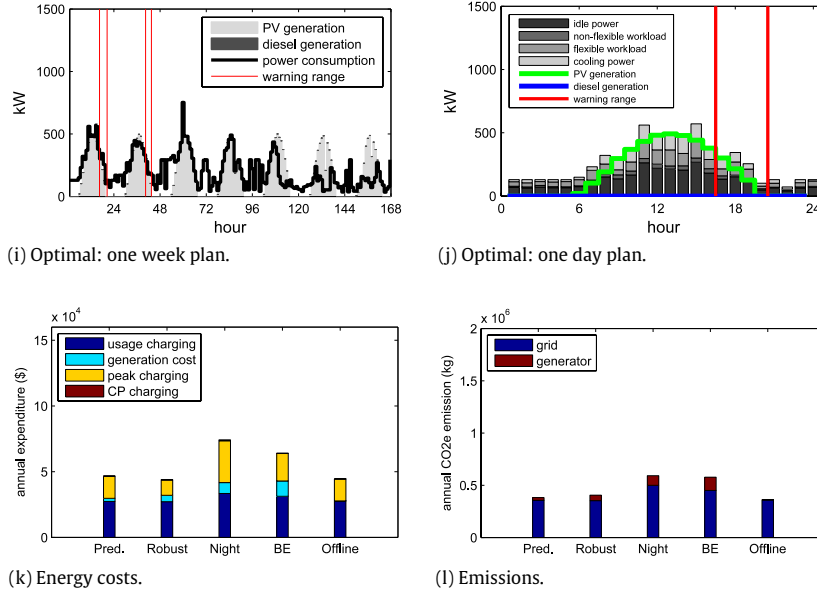 1500
1000
500
0
kW
PV generation
diesel generation
power consumption
warning range
24 48 72 96 120 144 168
hour
(i) Optimal: one week plan.
1500
1000
500
0
kW
idle power
non-flexible workload
flexible workload
cooling power
PV generation
diesel generation
warning range
0 6 12 18 24
hour
(j) Optimal: one day plan.
x 10^4
15
10
5
0
annual expenditure ($)
usage charging
generation cost
peak charging
CP charging
Pred. Robust Night BE Offline
(k) Energy costs.
x 10^6
2
1.5
1
0.5
0
annual CO2e emission (kg)
grid
generator
Pred. Robust Night BE Offline
(l) Emissions.